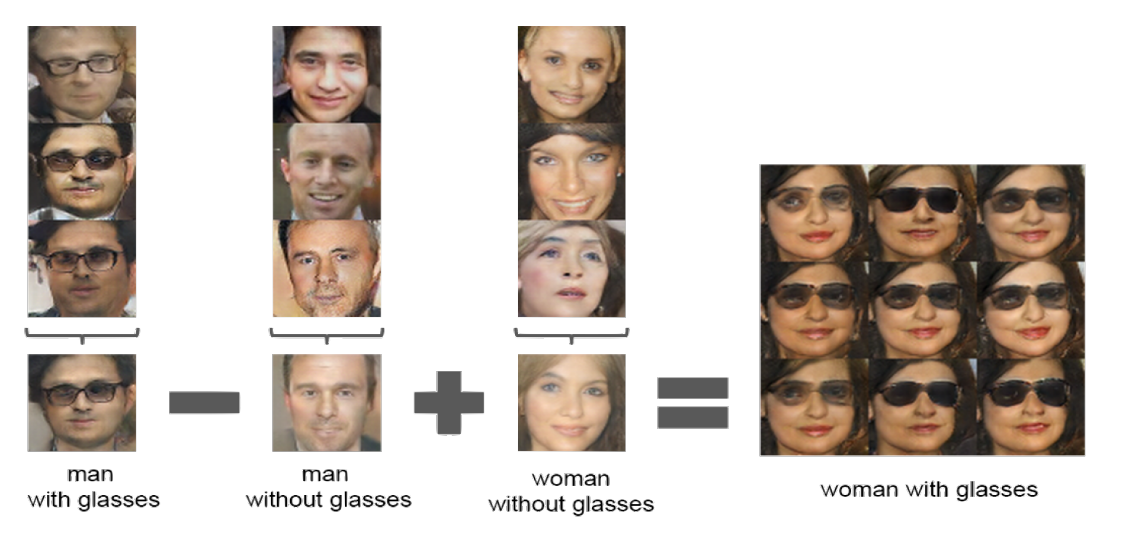 man
with glasses
man
without glasses
woman
without glasses
woman with glasses